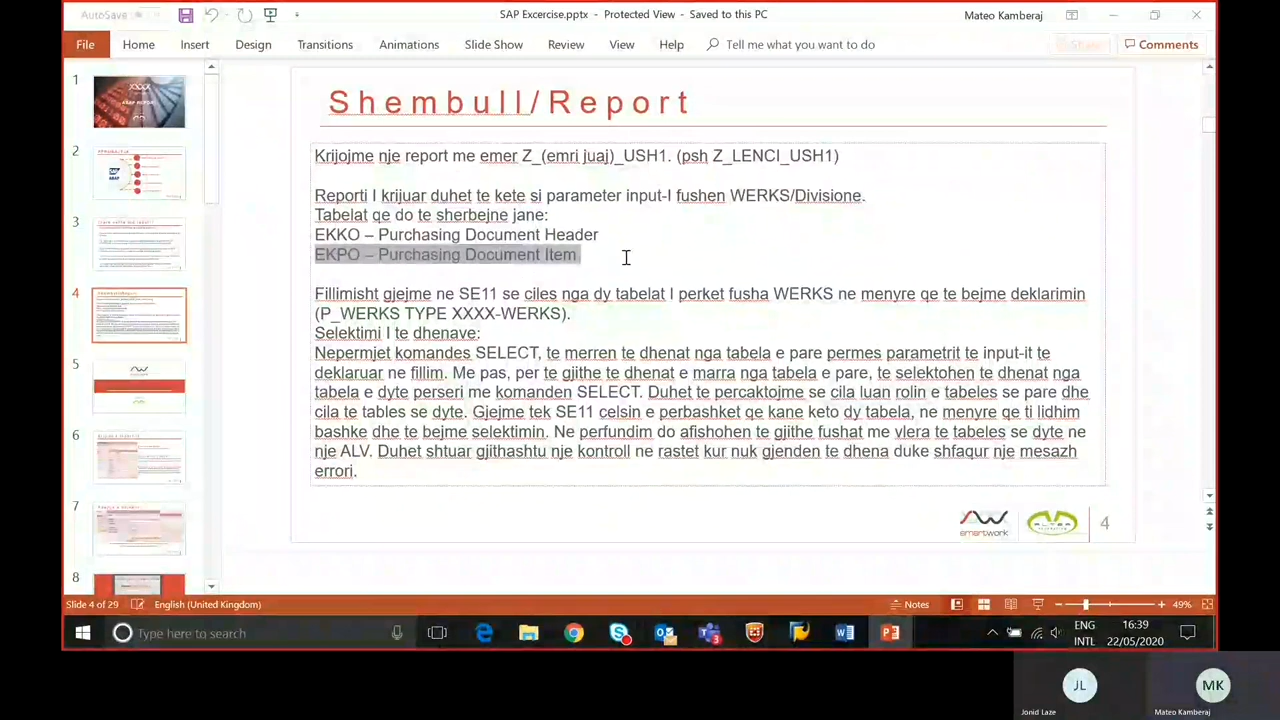 AutoSave
SAP Excercise.pptx - Protected View - Saved to this PC
Mateo Kamberaj
File Home Insert Design Transitions Animations Slide Show Review View Help Tell me what you want to do
Share Comments
1
2
3
4
5
6
7
8
Shembull/Report
Krijojme nje report me emer Z_(emri juaj)_USH1. (psh Z_LENCI_USH1)
Reporti I krijuar duhet te kete si parameter input-I fushen WERKS/Divisione.
Tabelat qe do te sherbejne jane:
EKKO – Purchasing Document Header
EKPO – Purchasing Document Item
Fillimisht gjejme ne SE11 se ciles nga dy tabelat I perket fusha WERKS ne menyre qe te bejme deklarimin
(P_WERKS TYPE XXXX-WERKS).
Selektimi I te dhenave:
Nepermjet komandes SELECT, te merren te dhenat nga tabela e pare permes parametrit te input-it te
deklaruar ne fillim. Me pas, per te gjithe te dhenat e marra nga tabela e pare, te selektohen te dhenat nga
tabela e dyte perseri me komanden SELECT. Duhet te percaktojme se cila luan rolin e tabeles se pare dhe
cila te tables se dyte. Gjejme tek SE11 celsin e perbashket qe kane keto dy tabela, ne menyre qe ti lidhim
bashke dhe te bejme selektimin. Ne perfundim do afishohen te gjithe fushat me vlera te tabeles se dyte ne
nje ALV. Duhet shtuar gjithashtu nje kontroll ne rastet kur nuk gjenden te dhena duke shfaqur nje mesazh
errori.
smartwork
4
Slide 4 of 29 English (United Kingdom) Notes 49%
Type here to search
ENG
INTL
16:39
22/05/2020
JL
MK
Jonid Laze
Mateo Kamberaj